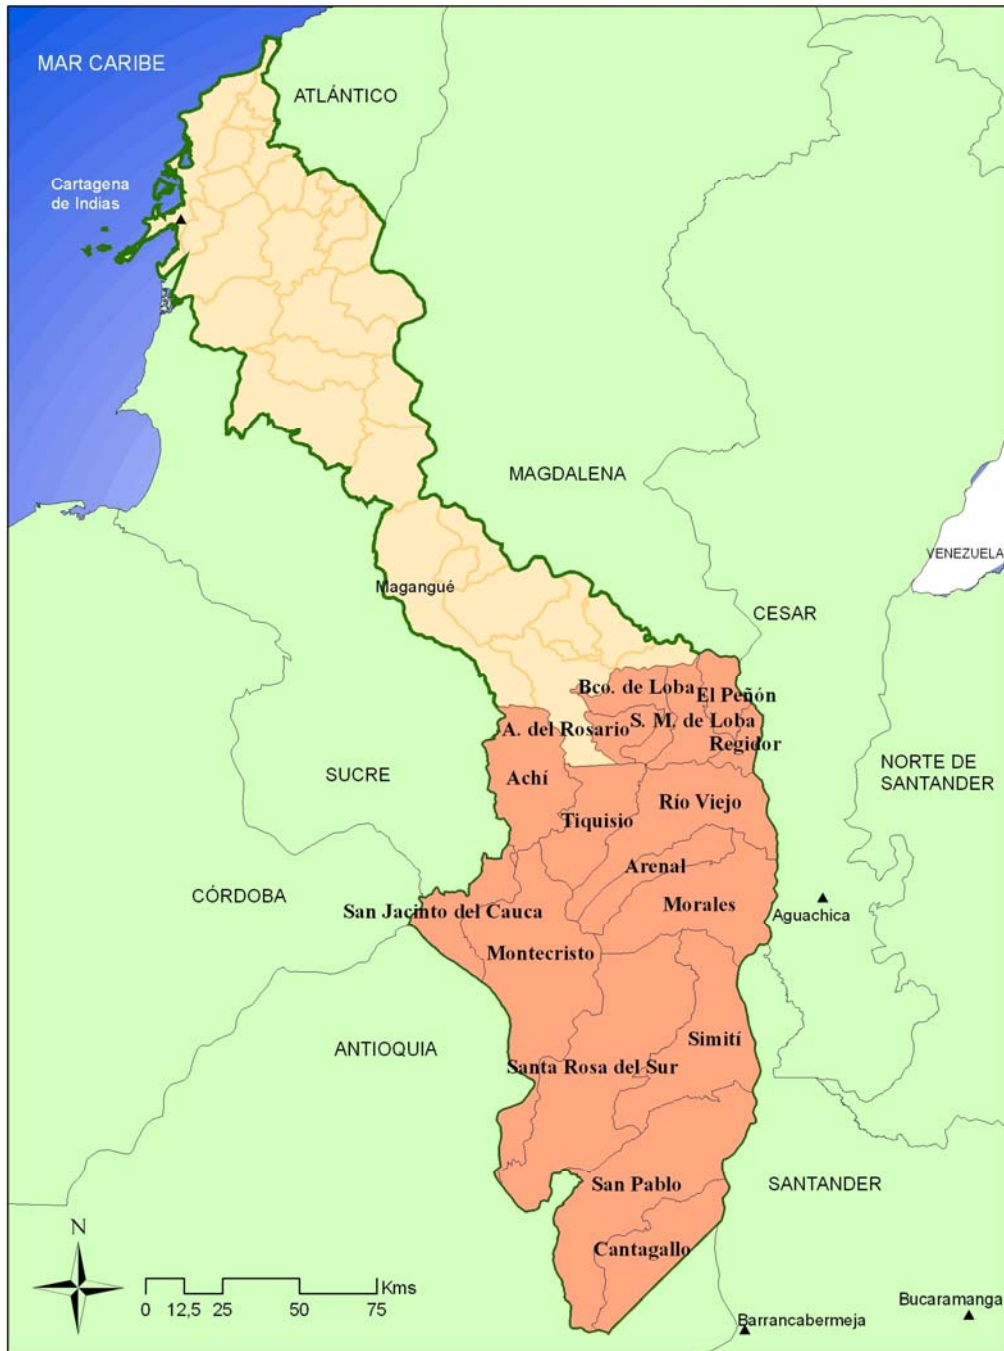 MAR CARIBE
ATLÁNTICO
Cartagena
de Indias
MAGDALENA
VENEZUELA
Magangué
CESAR
Bco. de Loba
El Peñón
S. M. de Loba
A. del Rosario
Regidor
NORTE DE
SANTANDER
SUCRE
Achí
Río Viejo
Tiquisio
Arenal
CÓRDOBA
Morales
San Jacinto del Cauca
Aguachica
Montecristo
Simití
ANTIOQUIA
Santa Rosa del Sur
San Pablo
SANTANDER
N
Cantagallo
Kms
0 12,5 25 50 75
Bucaramanga
Barrancabermeja